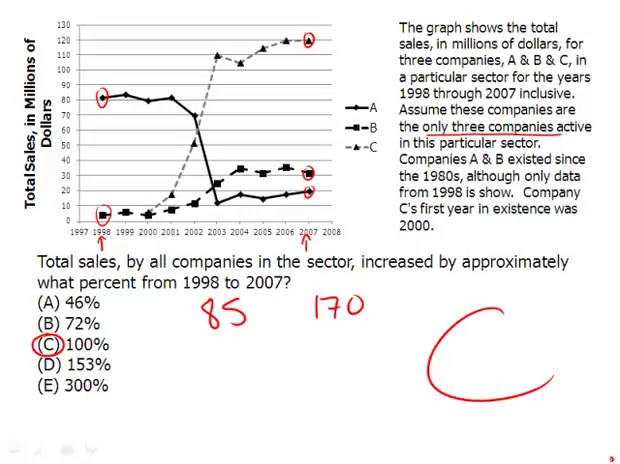 130
120
110
100
90
80
70
60
50
40
30
20
10
0
Total Sales, in Millions of
Dollars
1997 1998 1999 2000 2001 2002 2003 2004 2005 2006 2007 2008
A
B
C
The graph shows the total
sales, in millions of dollars, for
three companies, A & B & C, in
a particular sector for the years
1998 through 2007 inclusive.
Assume these companies are
the only three companies active
in this particular sector.
Companies A & B existed since
the 1980s, although only data
from 1998 is show. Company
C's first year in existence was
2000.
Total sales, by all companies in the sector, increased by approximately
what percent from 1998 to 2007?
(A) 46%
(B) 72%
(C) 100%
(D) 153%
(E) 300%
85 170
C
9